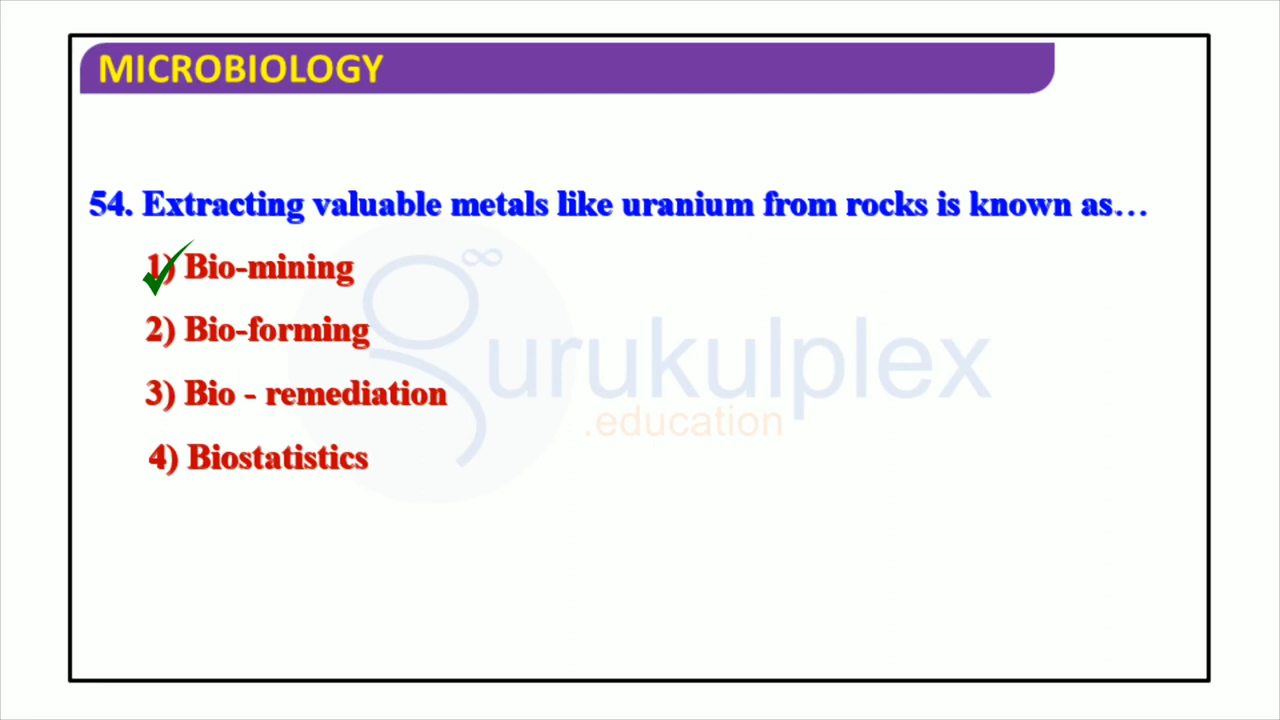 MICROBIOLOGY
54. Extracting valuable metals like uranium from rocks is known as…
1) Bio-mining
2) Bio-forming
3) Bio - remediation
4) Biostatistics
gurukulplex
.education